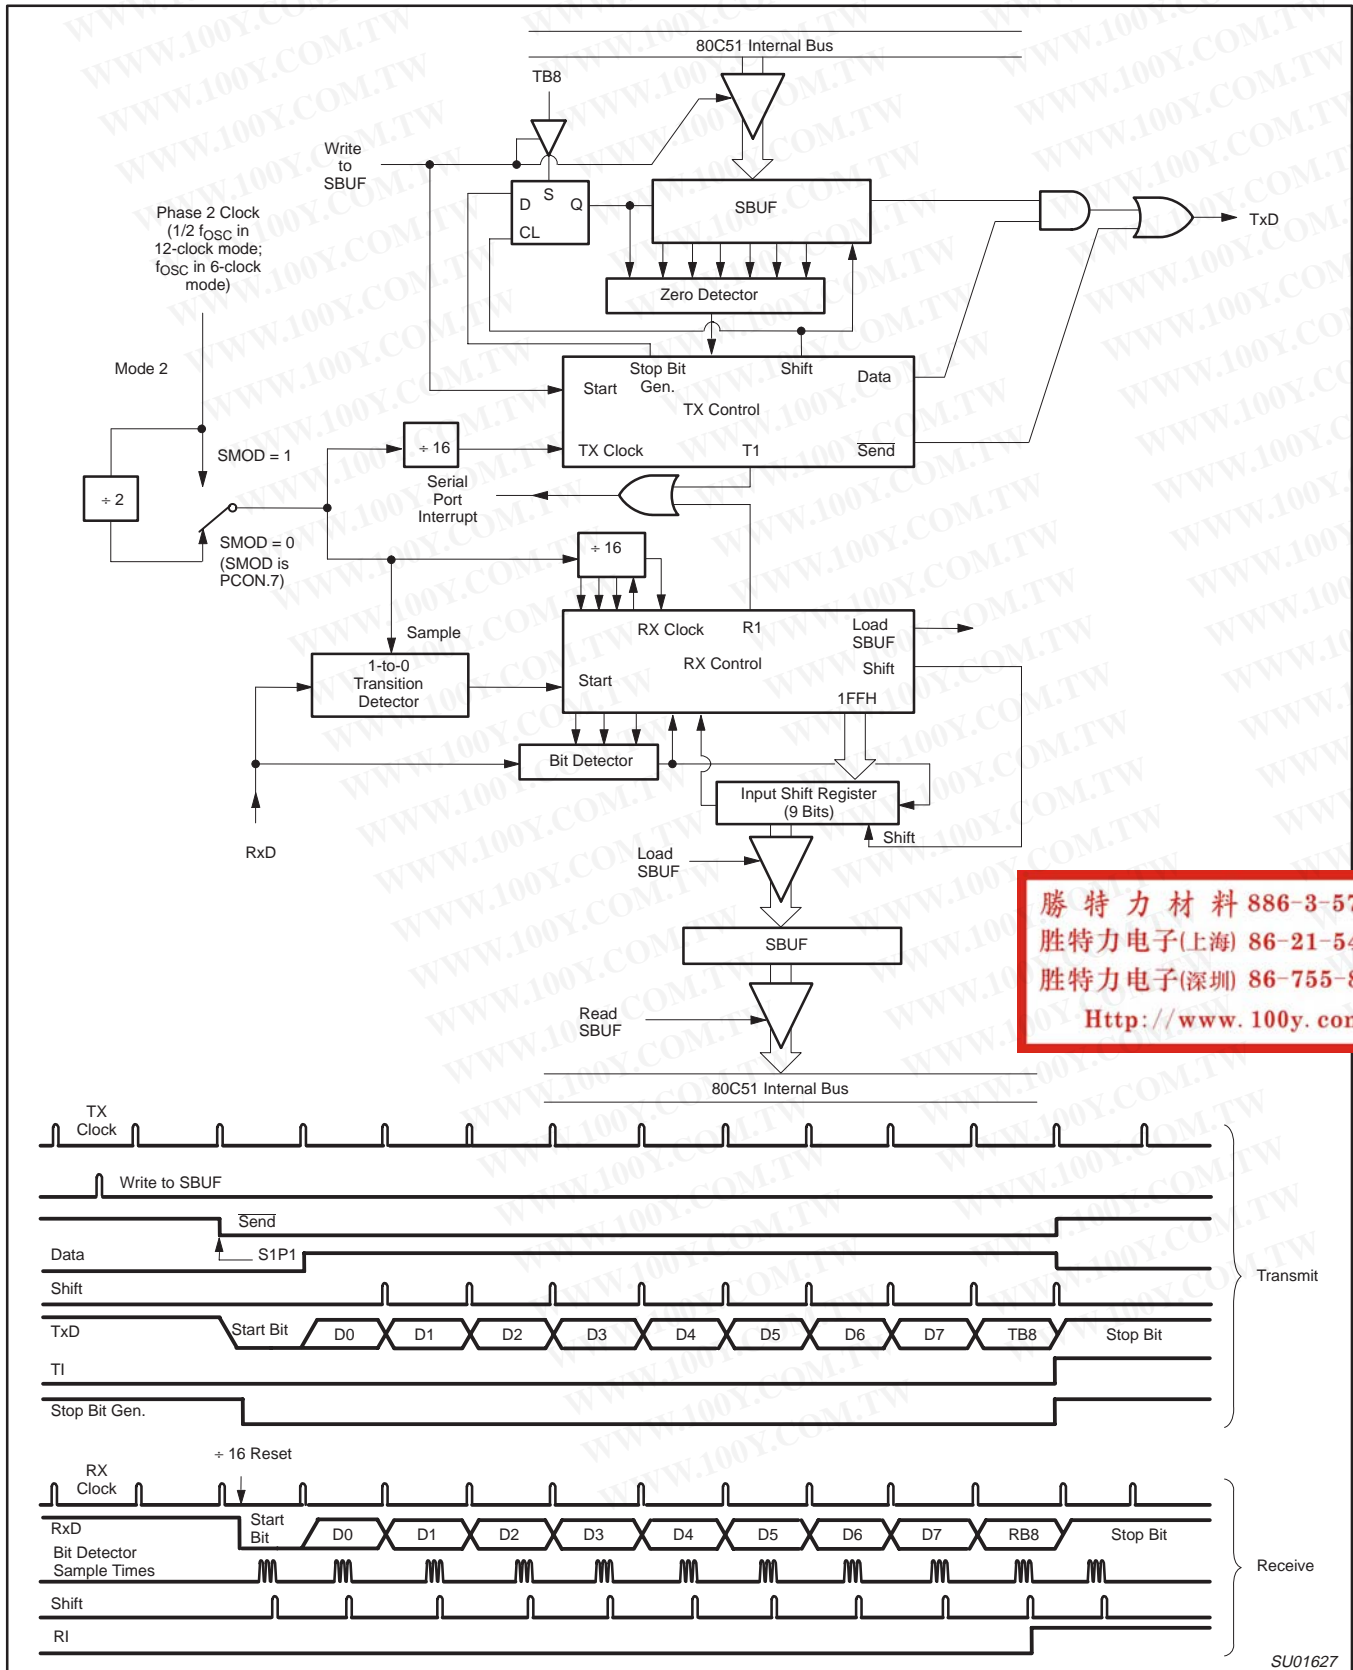 80C51 Internal Bus
TB8
Write
to
SBUF
D
S
Q
CL
SBUF
TxD
Phase 2 Clock
(1/2 fOSC in
12-clock mode;
fOSC in 6-clock
mode)
Zero Detector
Mode 2
Stop Bit
Gen.
Shift
Data
Start
TX Control
÷ 16
TX Clock
T1
Send
SMOD = 1
÷ 2
Serial
Port
Interrupt
SMOD = 0
(SMOD is
PCON.7)
÷ 16
RX Clock
R1
Load
SBUF
Sample
RX Control
Shift
1-to-0
Transition
Detector
Start
1FFH
Bit Detector
Input Shift Register
(9 Bits)
Shift
RxD
Load
SBUF
SBUF
Read
SBUF
80C51 Internal Bus
勝特力材料 886-3-57
胜特力电子(上海) 86-21-54
胜特力电子(深圳) 86-755-8
Http://www.100y.com
TX
Clock
Write to SBUF
Send
S1P1
Data
Shift
TxD
Start Bit
D0
D1
D2
D3
D4
D5
D6
D7
TB8
Stop Bit
TI
Stop Bit Gen.
Transmit
÷ 16 Reset
RX
Clock
RxD
Start
Bit
D0
D1
D2
D3
D4
D5
D6
D7
RB8
Stop Bit
Bit Detector
Sample Times
Shift
RI
Receive
SU01627
WWW.100Y.COM.TW